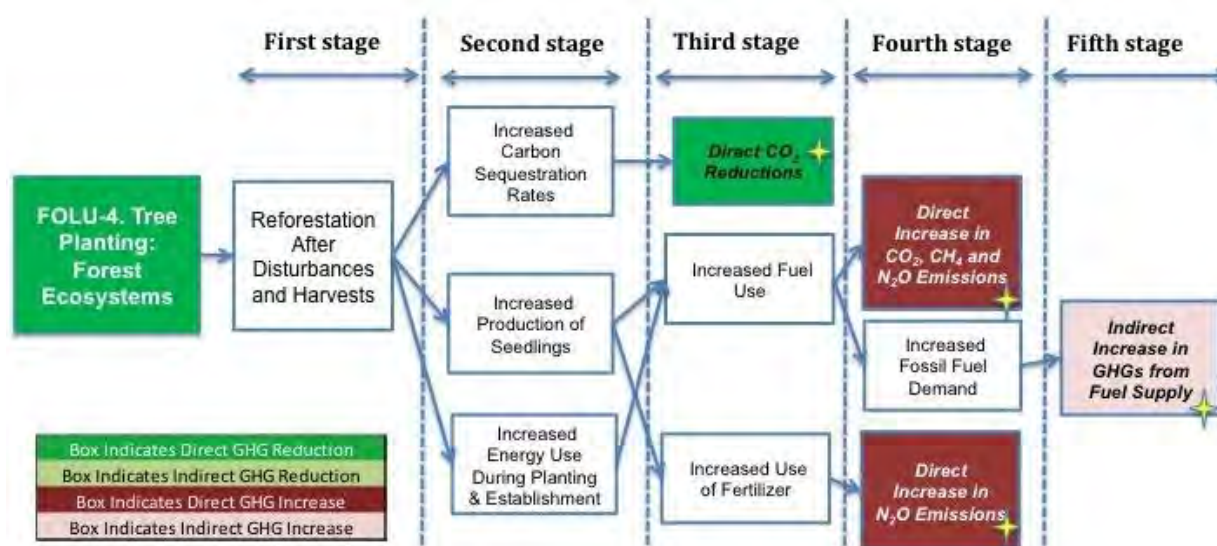 First stage
Second stage
Third stage
Fourth stage
Fifth stage
FOLU-4. Tree
Planting:
Forest
Ecosystems
Reforestation
After
Disturbances
and Harvests
Increased
Carbon
Sequestration
Rates
Increased
Production of
Seedlings
Increased
Energy Use
During Planting
& Establishment
Direct CO₂
Reductions
Increased Fuel
Use
Increased Use
of Fertilizer
Direct
Increase in
CO₂, CH₄ and
N₂O Emissions
Increased
Fossil Fuel
Demand
Direct
Increase in
N₂O Emissions
Indirect
Increase in
GHGs from
Fuel Supply
Box Indicates Direct GHG Reduction
Box Indicates Indirect GHG Reduction
Box Indicates Direct GHG Increase
Box Indicates Indirect GHG Increase